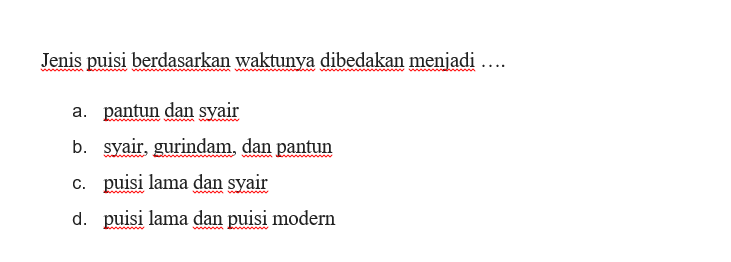 Jenis puisi berdasarkan waktunya dibedakan menjadi ….
a. pantun dan syair
b. syair, gurindam, dan pantun
c. puisi lama dan syair
d. puisi lama dan puisi modern